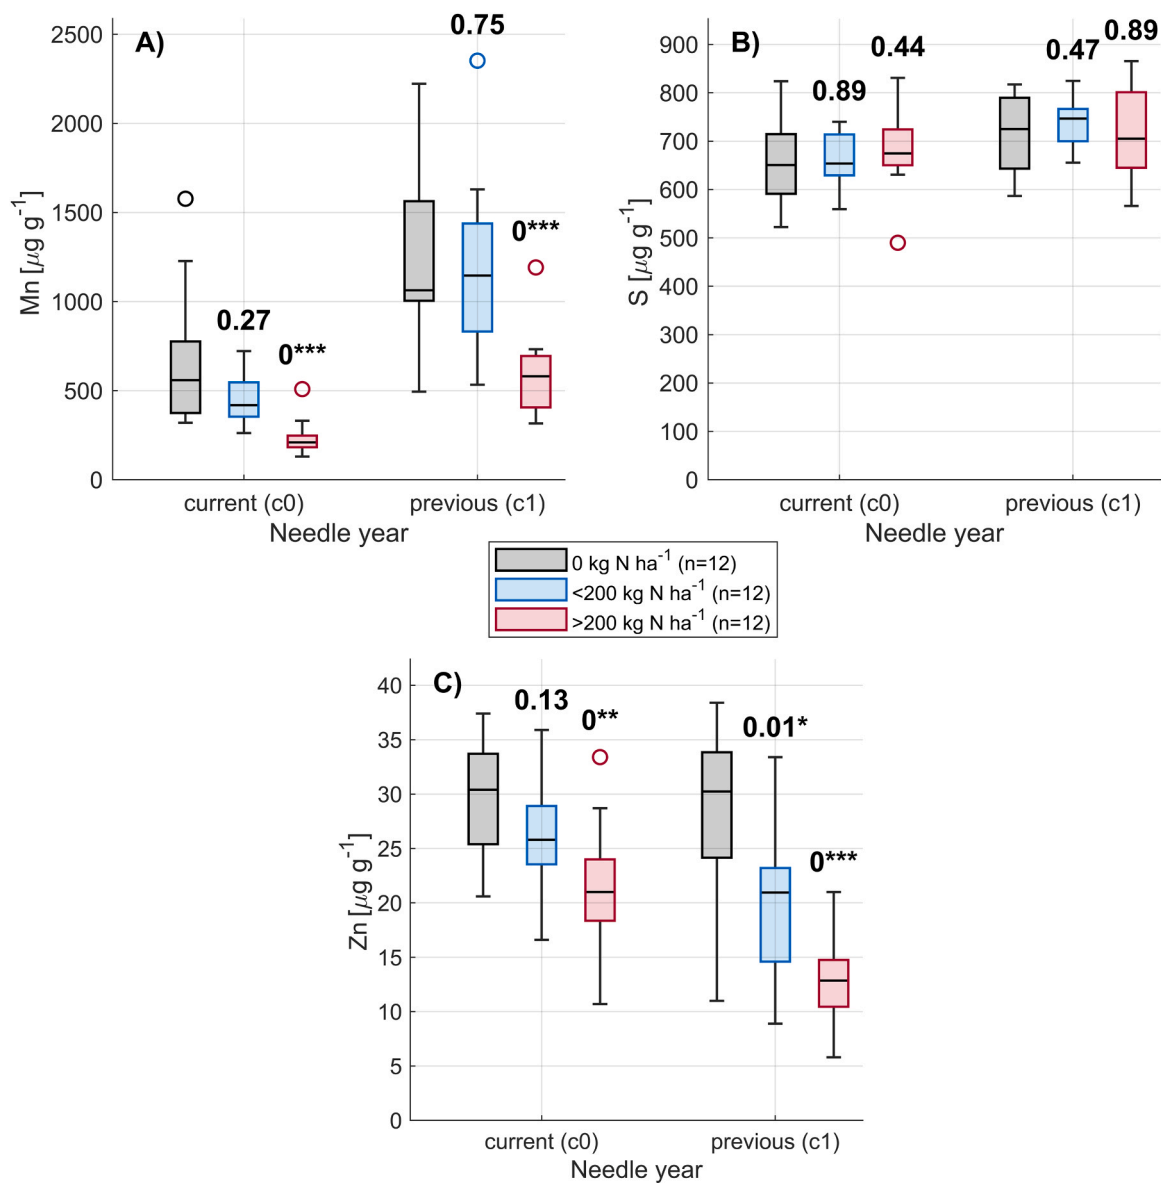 A)
0.75
2500
2000
1500
1000
500
0
Mn [μg g⁻¹]
0.27
0***
0***
current (c0)
previous (c1)
Needle year
B)
0.89
0.44
0.47
0.89
900
800
700
600
500
400
300
200
100
0
S [μg g⁻¹]
current (c0)
previous (c1)
Needle year
0 kg N ha⁻¹ (n=12)
<200 kg N ha⁻¹ (n=12)
>200 kg N ha⁻¹ (n=12)
C)
0.13
0**
0.01*
0***
40
35
30
25
20
15
10
5
0
Zn [μg g⁻¹]
current (c0)
previous (c1)
Needle year